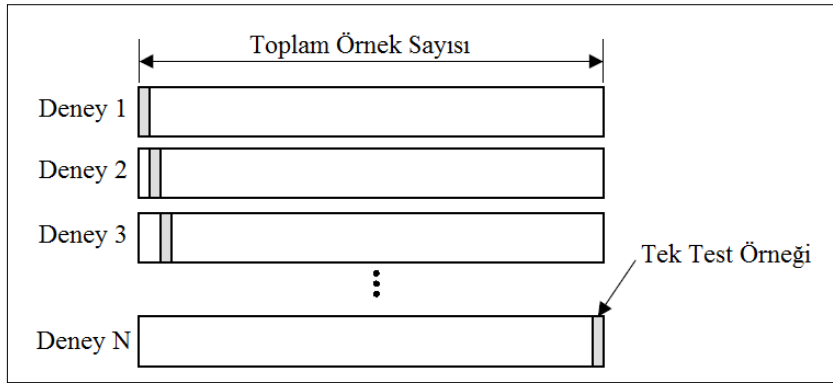 Toplam Örnek Sayısı
Deney 1
Deney 2
Deney 3
Tek Test Örneği
Deney N